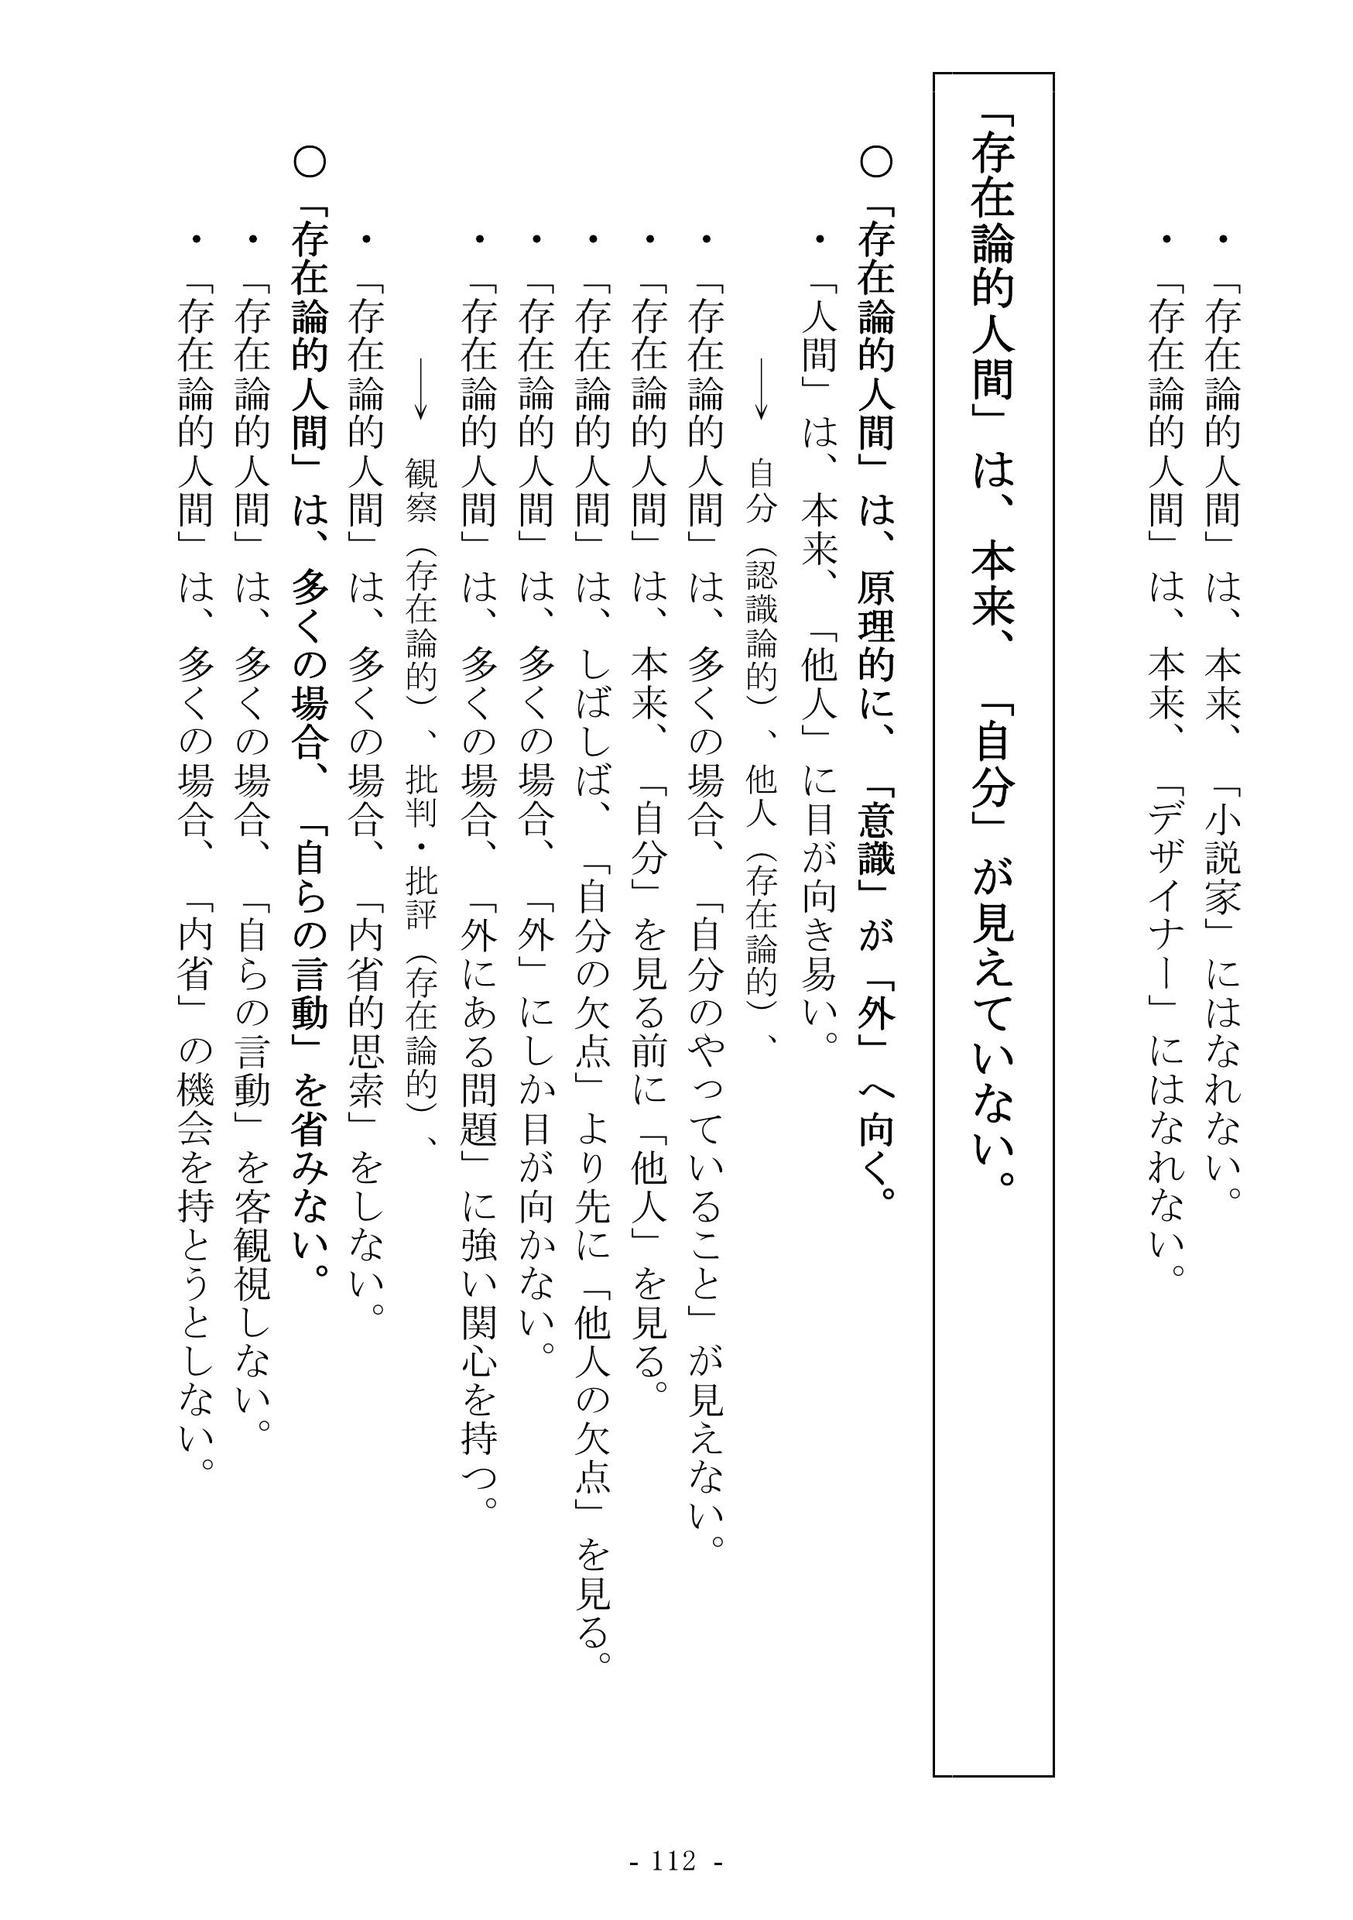 ・「存在論的人間」は、本来、「小説家」にはなれない。
・「存在論的人間」は、本来、「デザイナー」にはなれない。
「存在論的人間」は、本来、「自分」が見えていない。
○「存在論的人間」は、原理的に、「意識」が「外」へ向く。
・「人間」は、本来、「他人」に目が向き易い。
→ 自分(認識論的)、他人(存在論的)、
・「存在論的人間」は、多くの場合、「自分のやっていること」が見えない。
・「存在論的人間」は、本来、「自分」を見る前に「他人」を見る。
・「存在論的人間」は、しばしば、「自分の欠点」より先に「他人の欠点」を見る。
・「存在論的人間」は、多くの場合、「外」にしか目が向かない。
・「存在論的人間」は、多くの場合、「外にある問題」に強い関心を持つ。
→ 観察(存在論的)、批判・批評(存在論的)、
・「存在論的人間」は、多くの場合、「内省的思索」をしない。
○「存在論的人間」は、多くの場合、「自らの言動」を省みない。
・「存在論的人間」は、多くの場合、「自らの言動」を客観視しない。
・「存在論的人間」は、多くの場合、「内省」の機会を持とうとしない。
- 112 -